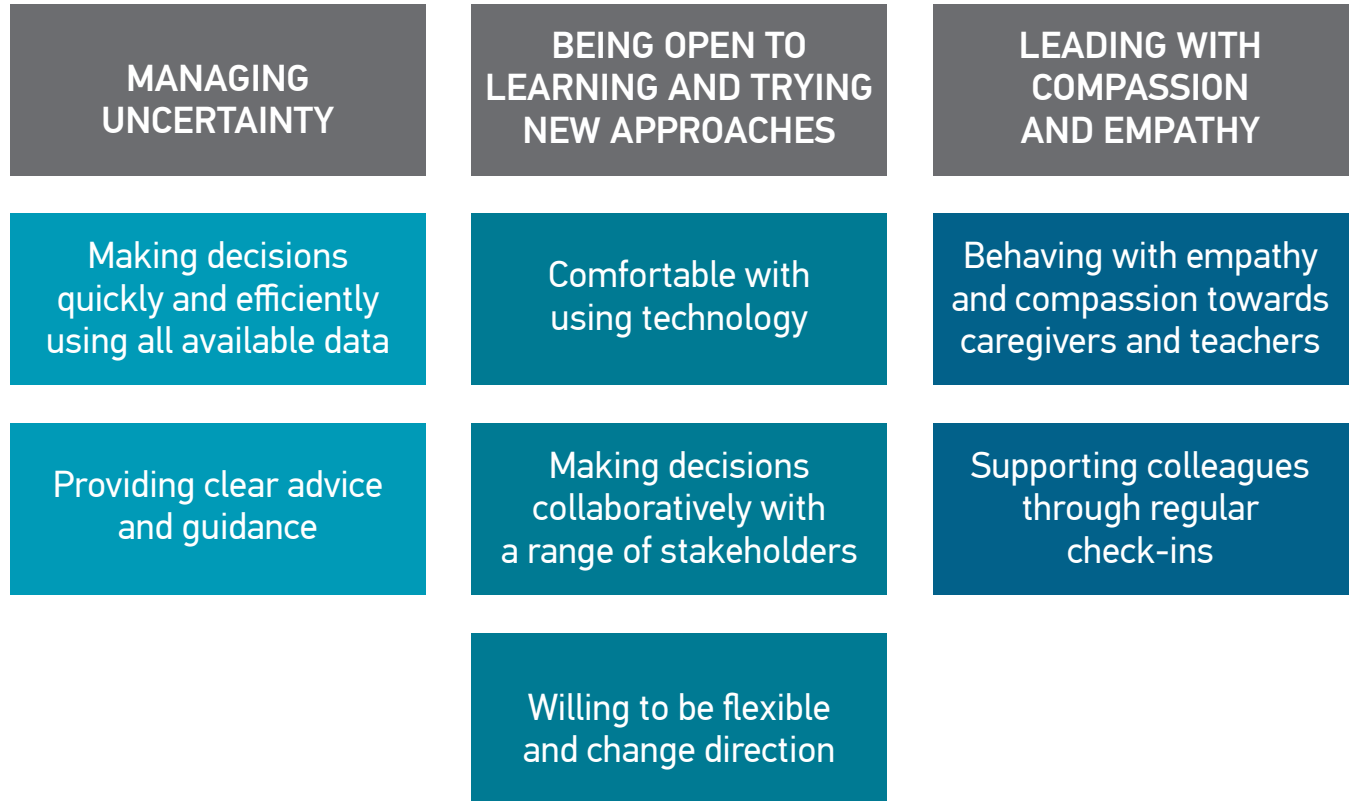 MANAGING
UNCERTAINTY
Making decisions
quickly and efficiently
using all available data
Providing clear advice
and guidance
BEING OPEN TO
LEARNING AND TRYING
NEW APPROACHES
Comfortable with
using technology
Making decisions
collaboratively with
a range of stakeholders
Willing to be flexible
and change direction
LEADING WITH
COMPASSION
AND EMPATHY
Behaving with empathy
and compassion towards
caregivers and teachers
Supporting colleagues
through regular
check-ins